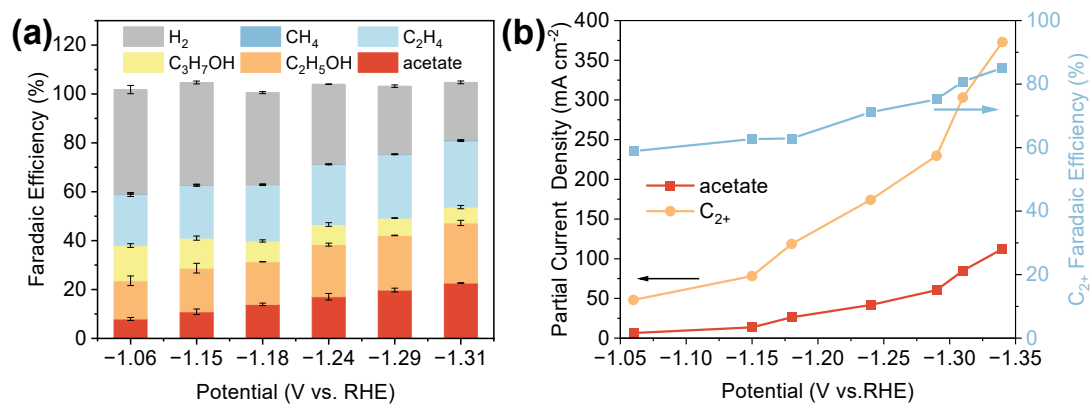 (a)
H₂ CH₄ C₂H₄
C₃H₇OH C₂H₅OH acetate
Faradaic Efficiency (%)
120
100
80
60
40
20
0
−1.06 −1.15 −1.18 −1.24 −1.29 −1.31
Potential (V vs. RHE)
(b)
Partial Current Density (mA cm⁻²)
400
350
300
250
200
150
100
50
0
acetate
C₂₊
−1.05 −1.10 −1.15 −1.20 −1.25 −1.30 −1.35
Potential (V vs.RHE)
100
80
60
40
20
0
C₂₊ Faradaic Efficiency (%)